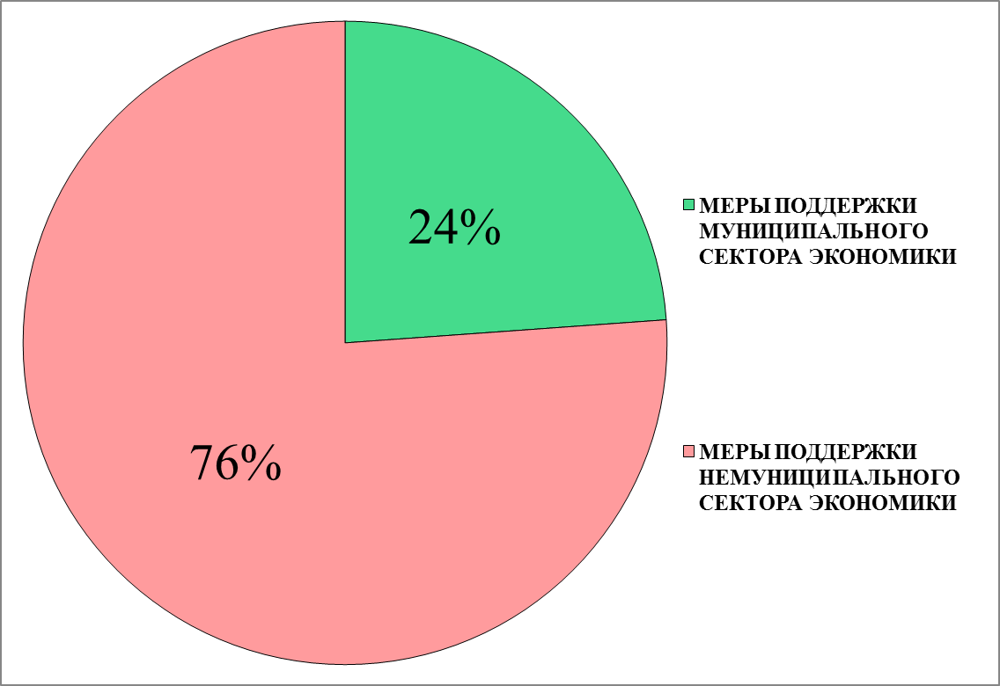 24%
МЕРЫ ПОДДЕРЖКИ
МУНИЦИПАЛЬНОГО
СЕКТОРА ЭКОНОМИКИ
76%
МЕРЫ ПОДДЕРЖКИ
НЕМУНИЦИПАЛЬНОГО
СЕКТОРА ЭКОНОМИКИ